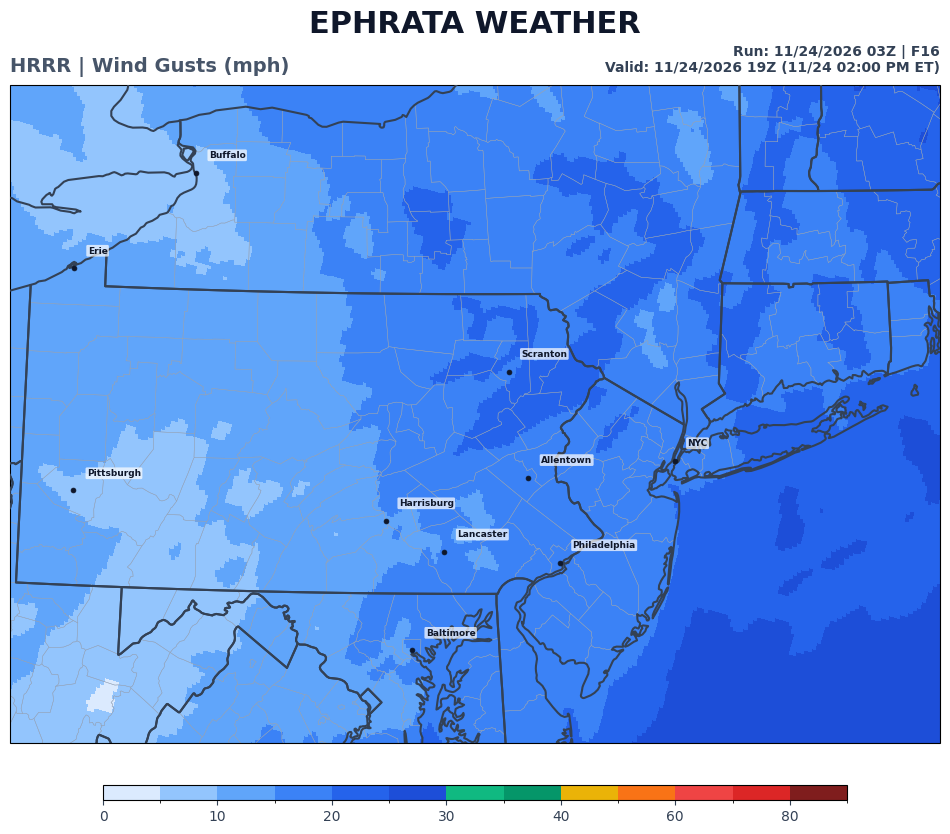 EPHRATA WEATHER
HRRR | Wind Gusts (mph)
Run: 11/24/2026 03Z | F16
Valid: 11/24/2026 19Z (11/24 02:00 PM ET)
Buffalo
Erie
Scranton
NYC
Allentown
Pittsburgh
Harrisburg
Lancaster
Philadelphia
Baltimore
0 10 20 30 40 60 80